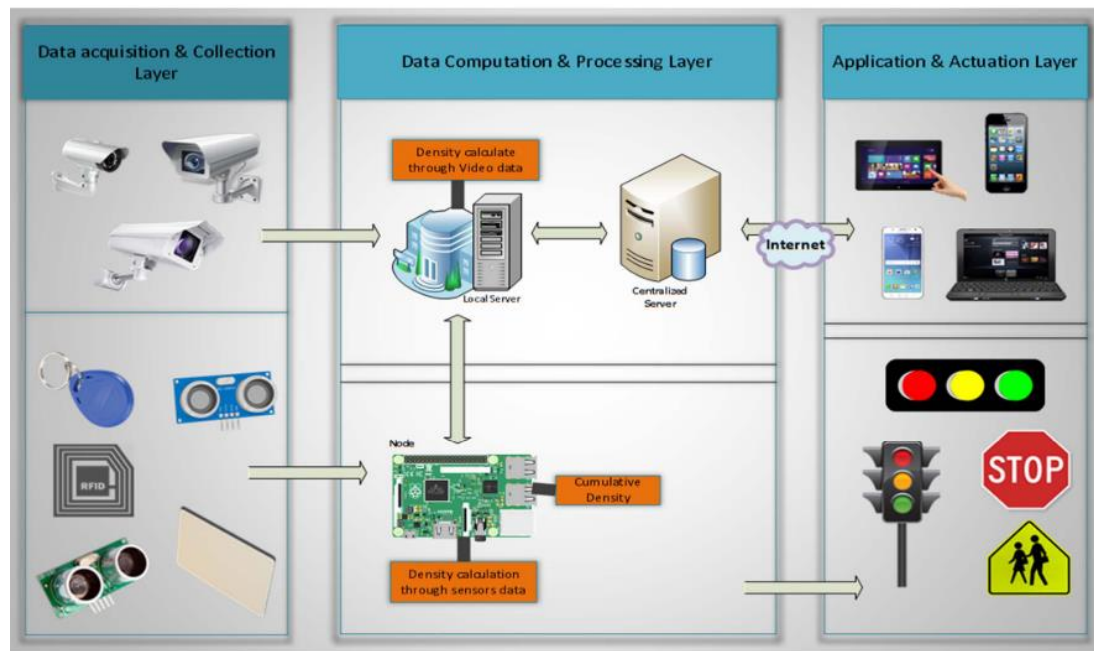 Data acquisition & Collection
Layer
Data Computation & Processing Layer
Application & Actuation Layer
Density calculate
through Video data
Local Server
Centralized
Server
Internet
RFID
Node
Cumulative
Density
Density calculation
through sensors data
STOP